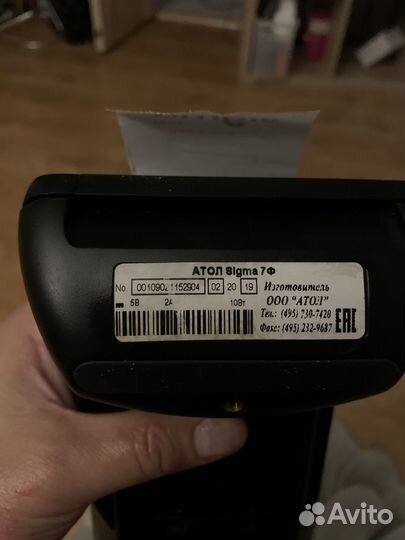 АТОЛ Sigma 7Ф
No 00109021152904 02 20 19
5В 2А 10Вт
Изготовитель
ООО "АТОЛ"
Тел.: (495) 730-7420
Факс: (495) 232-9687
EAC
Avito